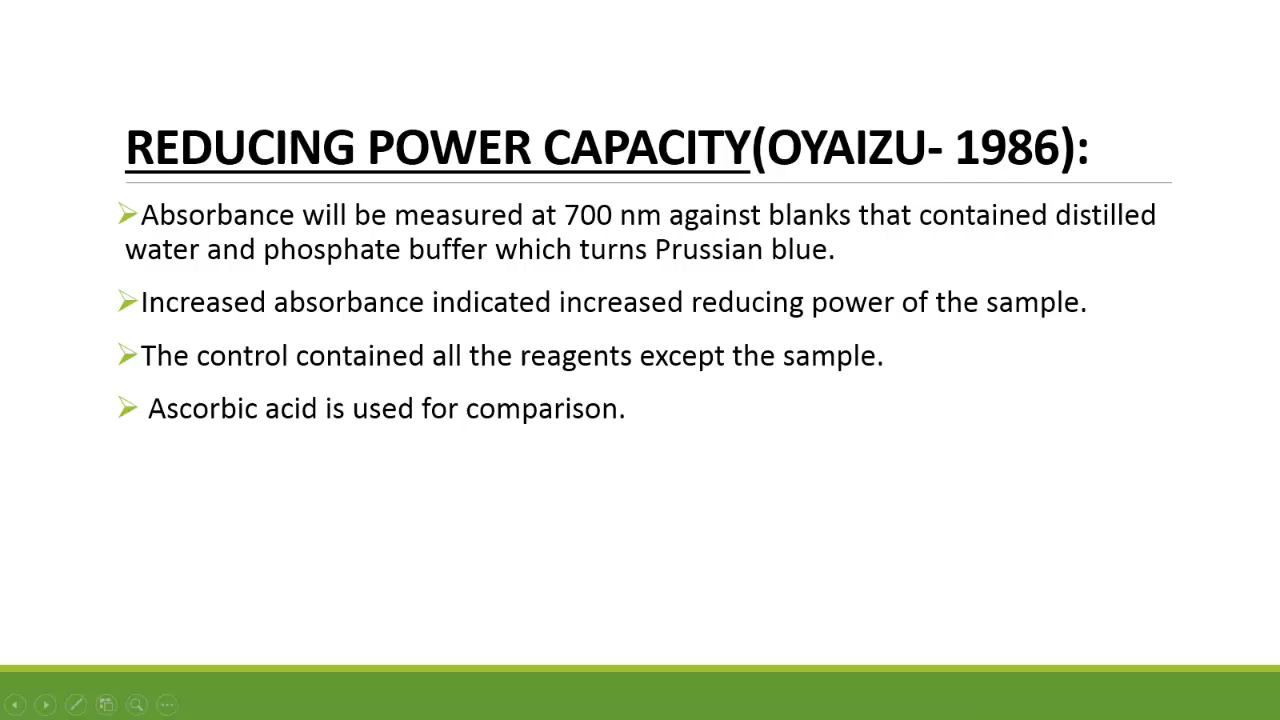 REDUCING POWER CAPACITY(OYAIZU- 1986):
Absorbance will be measured at 700 nm against blanks that contained distilled
water and phosphate buffer which turns Prussian blue.
Increased absorbance indicated increased reducing power of the sample.
The control contained all the reagents except the sample.
Ascorbic acid is used for comparison.